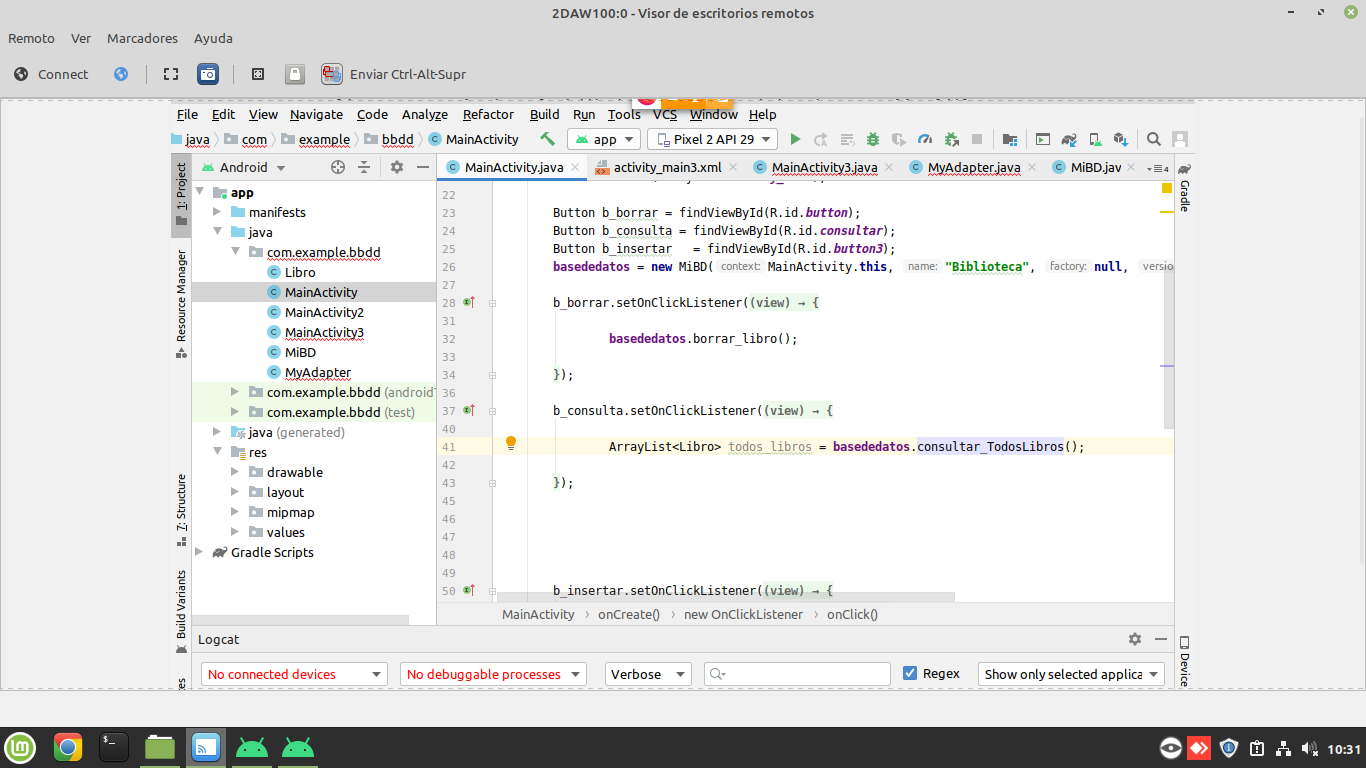 2DAW100:0 - Visor de escritorios remotos
Remoto Ver Marcadores Ayuda
Connect Enviar Ctrl-Alt-Supr
File Edit View Navigate Code Analyze Refactor Build Run Tools VCS Window Help
java com example bbdd MainActivity app Pixel 2 API 29
Android MainActivity.java activity_main3.xml MainActivity3.java MyAdapter.java MiBD.jav 4
1: Project
Resource Manager
7: Structure
Build Variants
app
manifests
java
com.example.bbdd
Libro
MainActivity
MainActivity2
MainActivity3
MiBD
MyAdapter
com.example.bbdd (androidT
com.example.bbdd (test)
java (generated)
res
drawable
layout
mipmap
values
Gradle Scripts
22
23 Button b_borrar = findViewById(R.id.button);
24 Button b_consulta = findViewById(R.id.consultar);
25 Button b_insertar   = findViewById(R.id.button3);
26 basededatos = new MiBD( context: MainActivity.this, name: "Biblioteca", factory: null, versio
27
28 b_borrar.setOnClickListener((view) → {
31
32 basededatos.borrar_libro();
33
34 });
36
37 b_consulta.setOnClickListener((view) → {
40
41 ArrayList<Libro> todos_libros = basededatos.consultar_TodosLibros();
42
43 });
45
46
47
48
49
50 b_insertar.setOnClickListener((view) → {
MainActivity onCreate() new OnClickListener onClick()
Gradle
Device
Logcat
No connected devices No debuggable processes Verbose Regex Show only selected applica
10:31